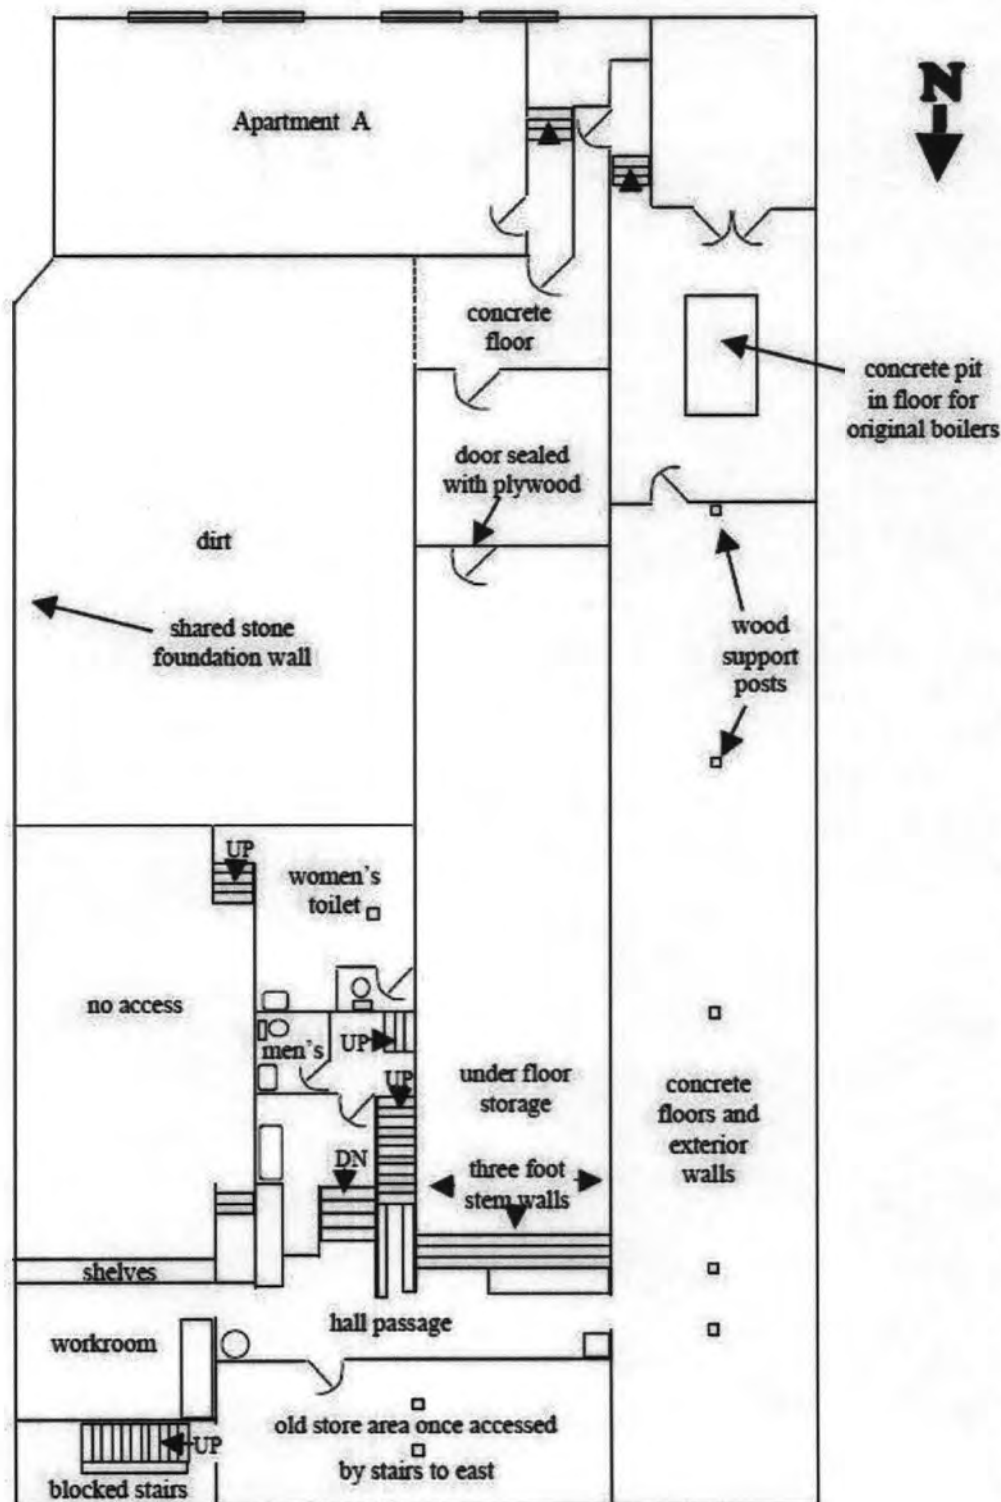 N
Apartment A
concrete
floor
concrete pit
in floor for
original boilers
door sealed
with plywood
dirt
shared stone
foundation wall
wood
support
posts
UP
women's
toilet
no access
men's
UP
UP
under floor
storage
concrete
floors and
exterior
walls
DN
three foot
stem walls
shelves
hall passage
workroom
old store area once accessed
by stairs to east
UP
blocked stairs